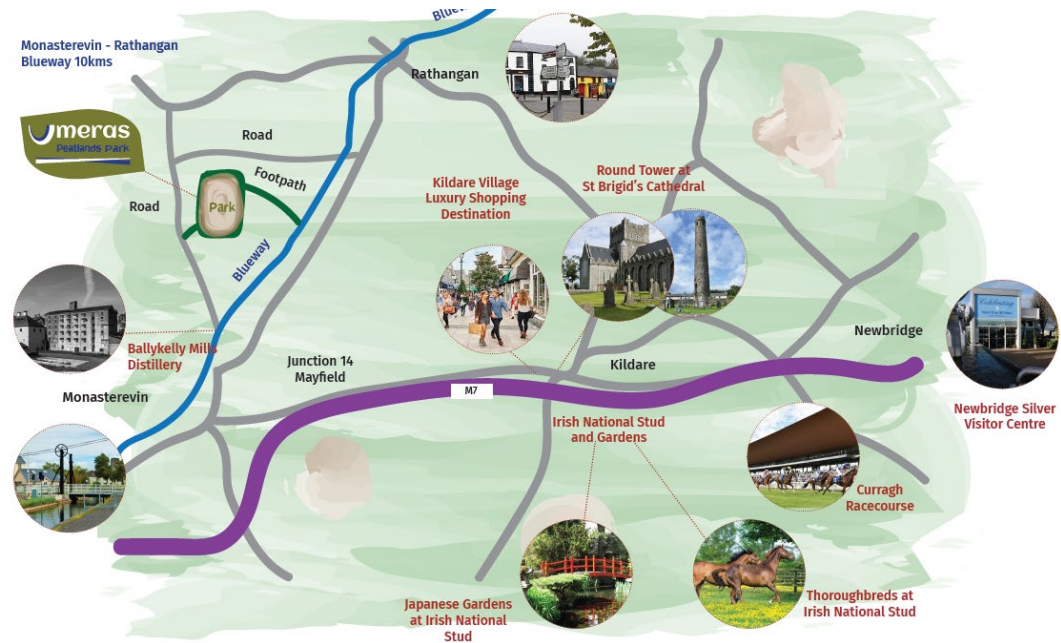 Blueway
Monasterevin - Rathangan
Blueway 10kms
Rathangan
Umeras
Peatlands Park
Road
Footpath
Road
Park
Blueway
Kildare Village
Luxury Shopping
Destination
Round Tower at
St Brigid's Cathedral
Ballykelly Mills
Distillery
Junction 14
Mayfield
Monasterevin
M7
Kildare
Newbridge
Celebrating
Newbridge Silver
Visitor Centre
Irish National Stud
and Gardens
Curragh
Racecourse
Japanese Gardens
at Irish National
Stud
Thoroughbreds at
Irish National Stud